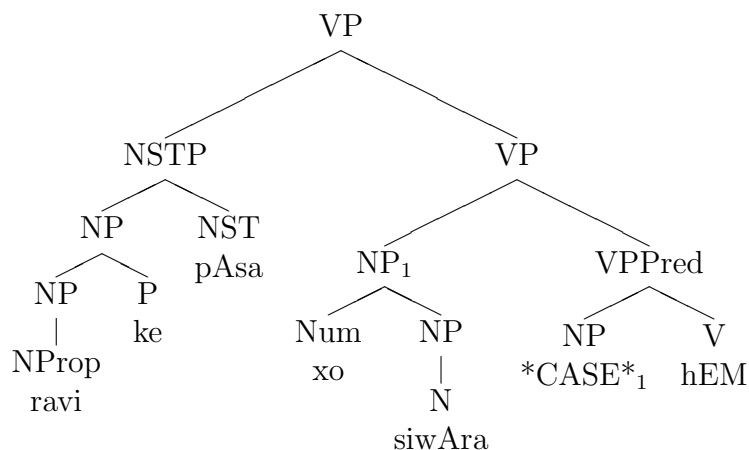 VP
NSTP VP
NP NST NP₁ VPPred
pAsa
NP P Num NP NP V
ke xo *CASE*₁ hEM
NProp N
ravi siwAra